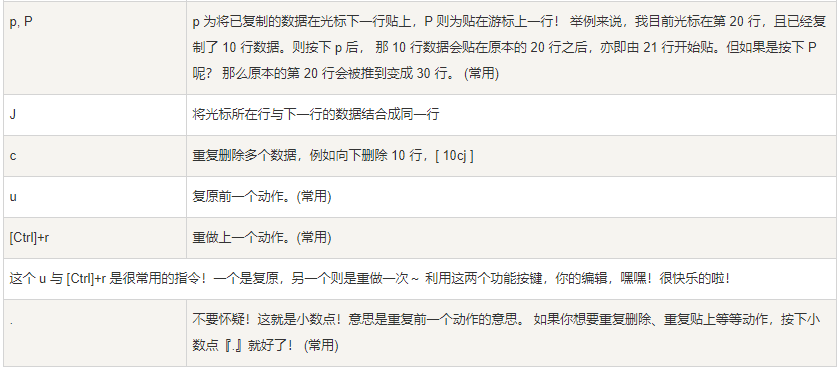 p, P
p 为将已复制的数据在光标下一行贴上，P 则为贴在游标上一行！ 举例来说，我目前光标在第 20 行，且已经复
制了 10 行数据。则按下 p 后， 那 10 行数据会贴在原本的 20 行之后，亦即由 21 行开始贴。但如果是按下 P
呢？ 那么原本的第 20 行会被推到变成 30 行。 (常用)
J
将光标所在行与下一行的数据结合成同一行
c
重复删除多个数据，例如向下删除 10 行，[ 10cj ]
u
复原前一个动作。(常用)
[Ctrl]+r
重做上一个动作。(常用)
这个 u 与 [Ctrl]+r 是很常用的指令！一个是复原，另一个则是重做一次～ 利用这两个功能按键，你的编辑，嘿嘿！很快乐的啦！
.
不要怀疑！这就是小数点！意思是重复前一个动作的意思。 如果你想要重复删除、重复贴上等等动作，按下小
数点『.』就好了！ (常用)